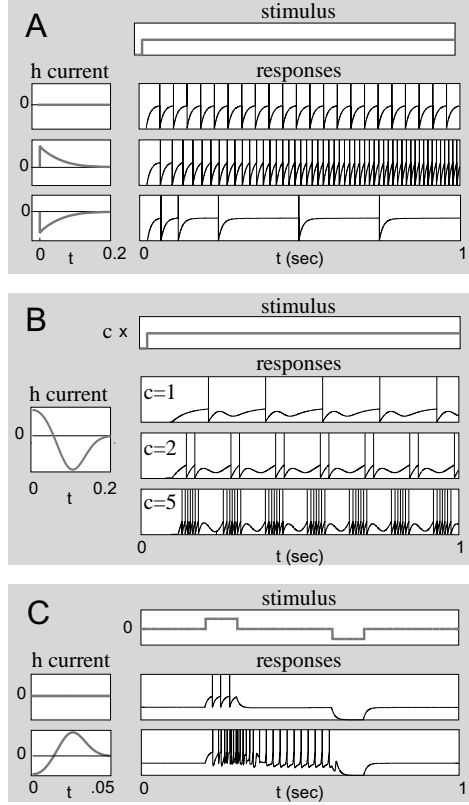 A
stimulus
h current
responses
0
0
0
0
t
0.2
0
t (sec)
1
B
stimulus
c x
responses
h current
c=1
0
c=2
c=5
0
t
0.2
0
t (sec)
1
C
stimulus
0
h current
responses
0
0
0
t
.05
0
t (sec)
1